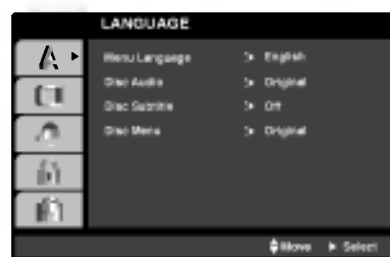 LANGUAGE
Menu Language English
Disc Audio Original
Disc Subtitle Off
Disc Menu Original
Move Select